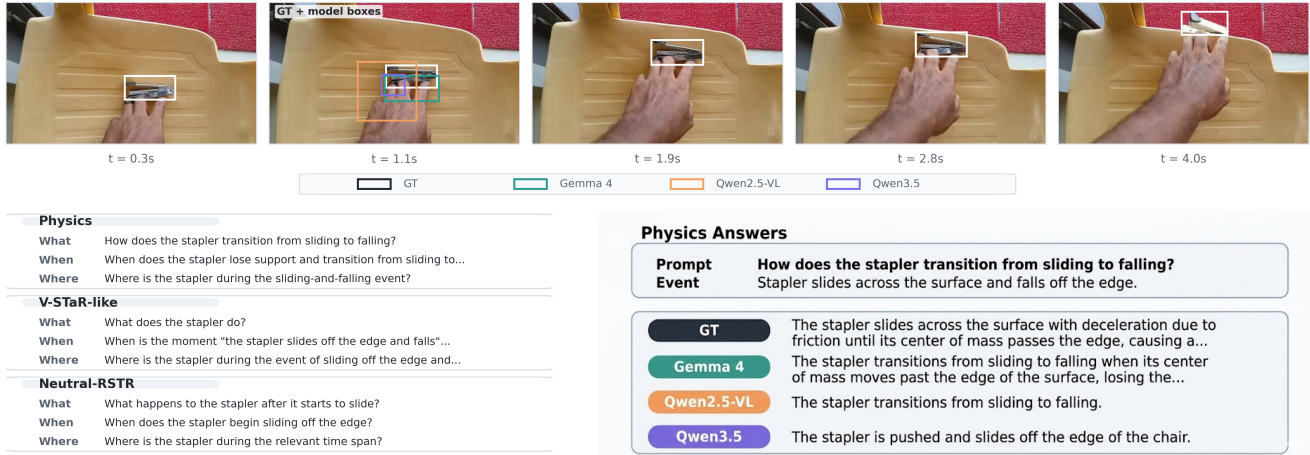 GT + model boxes
t = 0.3s
t = 1.1s
t = 1.9s
t = 2.8s
t = 4.0s
GT
Gemma 4
Qwen2.5-VL
Qwen3.5
Physics
What How does the stapler transition from sliding to falling?
When When does the stapler lose support and transition from sliding to...
Where Where is the stapler during the sliding-and-falling event?
V-STaR-like
What What does the stapler do?
When When is the moment "the stapler slides off the edge and falls"...
Where Where is the stapler during the event of sliding off the edge and...
Neutral-RSTR
What What happens to the stapler after it starts to slide?
When When does the stapler begin sliding off the edge?
Where Where is the stapler during the relevant time span?
Physics Answers
Prompt How does the stapler transition from sliding to falling?
Event Stapler slides across the surface and falls off the edge.
GT The stapler slides across the surface with deceleration due to
friction until its center of mass passes the edge, causing a...
Gemma 4 The stapler transitions from sliding to falling when its center
of mass moves past the edge of the surface, losing the...
Qwen2.5-VL The stapler transitions from sliding to falling.
Qwen3.5 The stapler is pushed and slides off the edge of the chair.